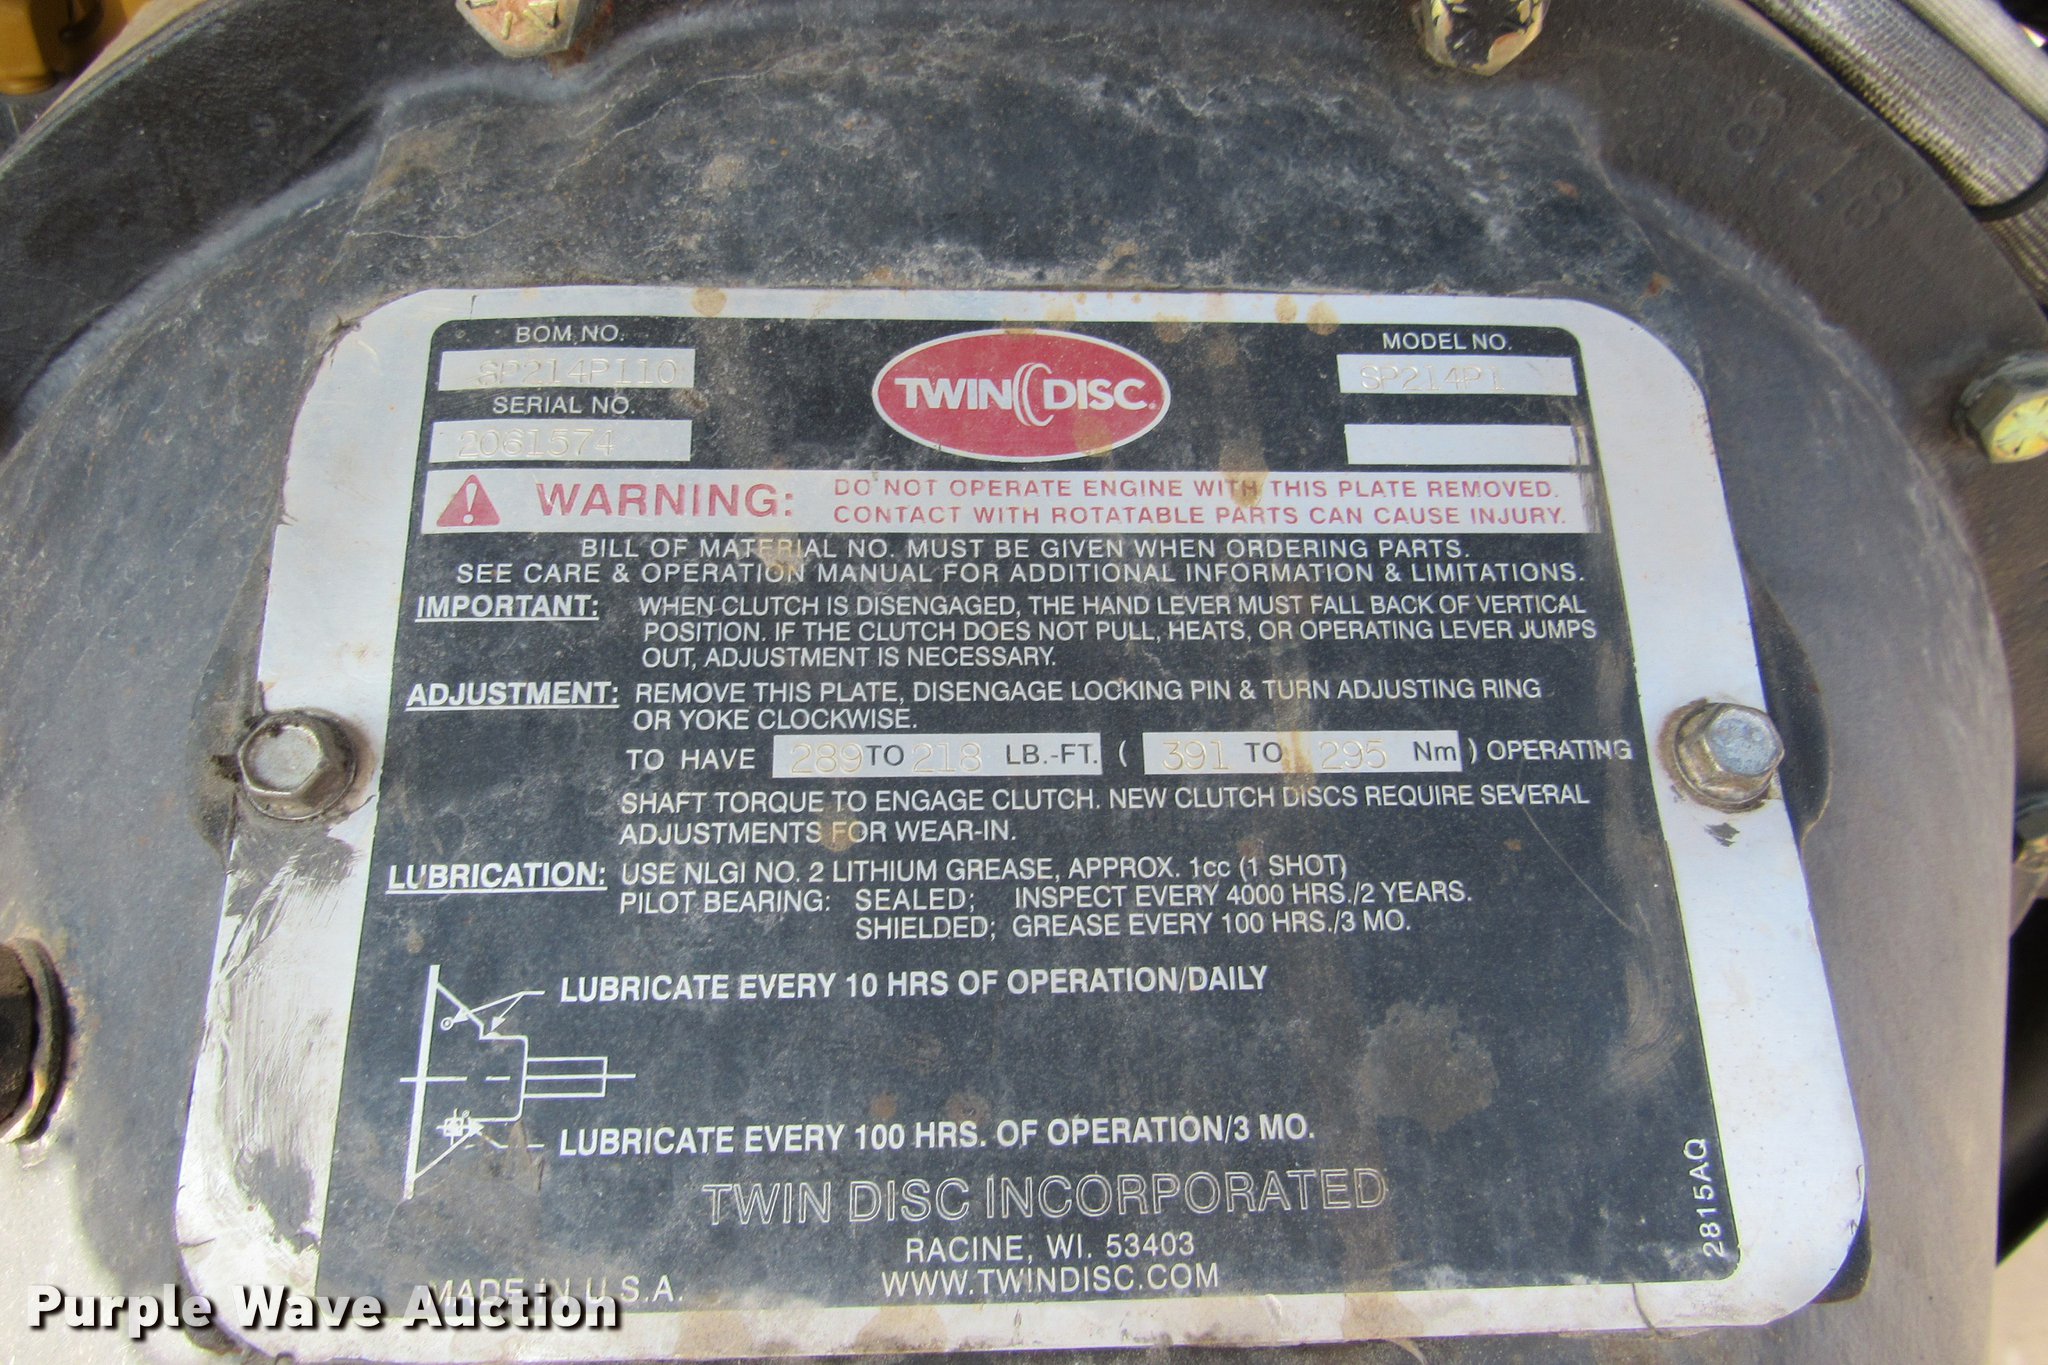 8718
BOM NO.
SP214P110
SERIAL NO.
2061574
TWIN DISC
MODEL NO.
SP214P1
WARNING: DO NOT OPERATE ENGINE WITH THIS PLATE REMOVED.
CONTACT WITH ROTATABLE PARTS CAN CAUSE INJURY.
BILL OF MATERIAL NO. MUST BE GIVEN WHEN ORDERING PARTS.
SEE CARE & OPERATION MANUAL FOR ADDITIONAL INFORMATION & LIMITATIONS.
IMPORTANT: WHEN CLUTCH IS DISENGAGED, THE HAND LEVER MUST FALL BACK OF VERTICAL
POSITION. IF THE CLUTCH DOES NOT PULL, HEATS, OR OPERATING LEVER JUMPS
OUT, ADJUSTMENT IS NECESSARY.
ADJUSTMENT: REMOVE THIS PLATE, DISENGAGE LOCKING PIN & TURN ADJUSTING RING
OR YOKE CLOCKWISE.
TO HAVE 289 TO 218 LB.-FT. ( 391 TO 295 Nm ) OPERATING
SHAFT TORQUE TO ENGAGE CLUTCH. NEW CLUTCH DISCS REQUIRE SEVERAL
ADJUSTMENTS FOR WEAR-IN.
LUBRICATION: USE NLGI NO. 2 LITHIUM GREASE, APPROX. 1cc (1 SHOT)
PILOT BEARING: SEALED; INSPECT EVERY 4000 HRS./2 YEARS.
SHIELDED; GREASE EVERY 100 HRS./3 MO.
LUBRICATE EVERY 10 HRS OF OPERATION/DAILY
LUBRICATE EVERY 100 HRS. OF OPERATION/3 MO.
TWIN DISC INCORPORATED
RACINE, WI. 53403
WWW.TWINDISC.COM
MADE IN U.S.A.
2815AQ
Purple Wave Auction